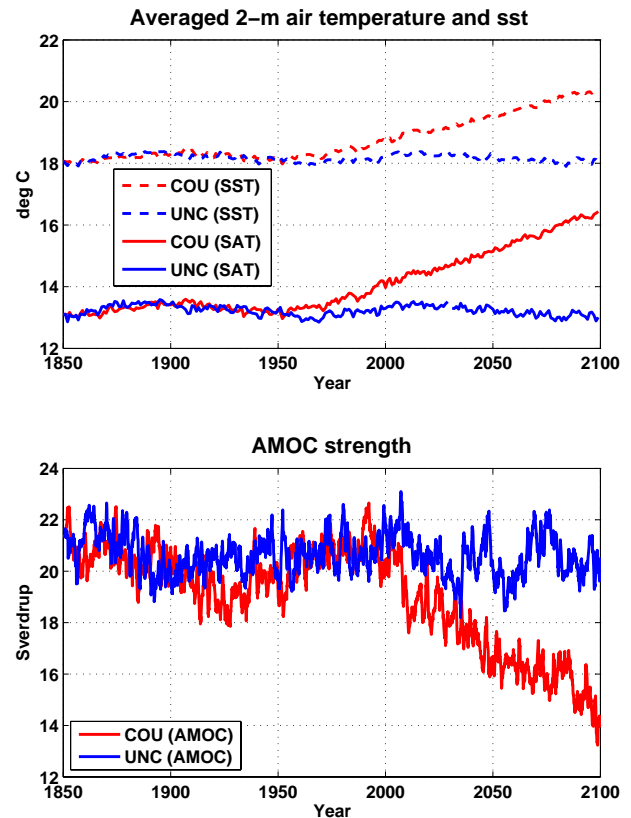 Averaged 2−m air temperature and sst
22
20
18
16
14
12
deg C
COU (SST)
UNC (SST)
COU (SAT)
UNC (SAT)
1850 1900 1950 2000 2050 2100
Year
AMOC strength
24
22
20
18
16
14
12
Sverdrup
COU (AMOC)
UNC (AMOC)
1850 1900 1950 2000 2050 2100
Year